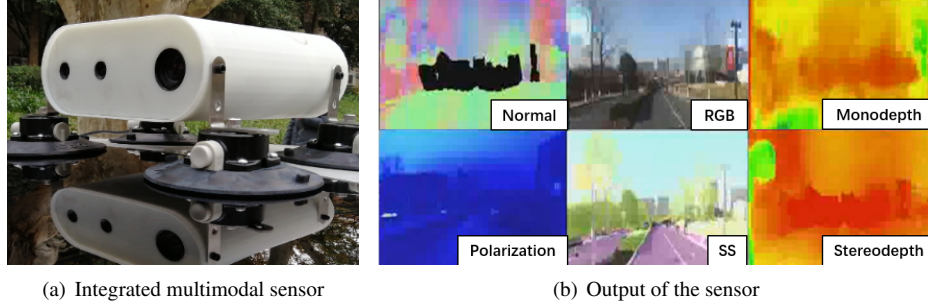 Normal
RGB
Monodepth
Polarization
SS
Stereodepth
(a) Integrated multimodal sensor
(b) Output of the sensor